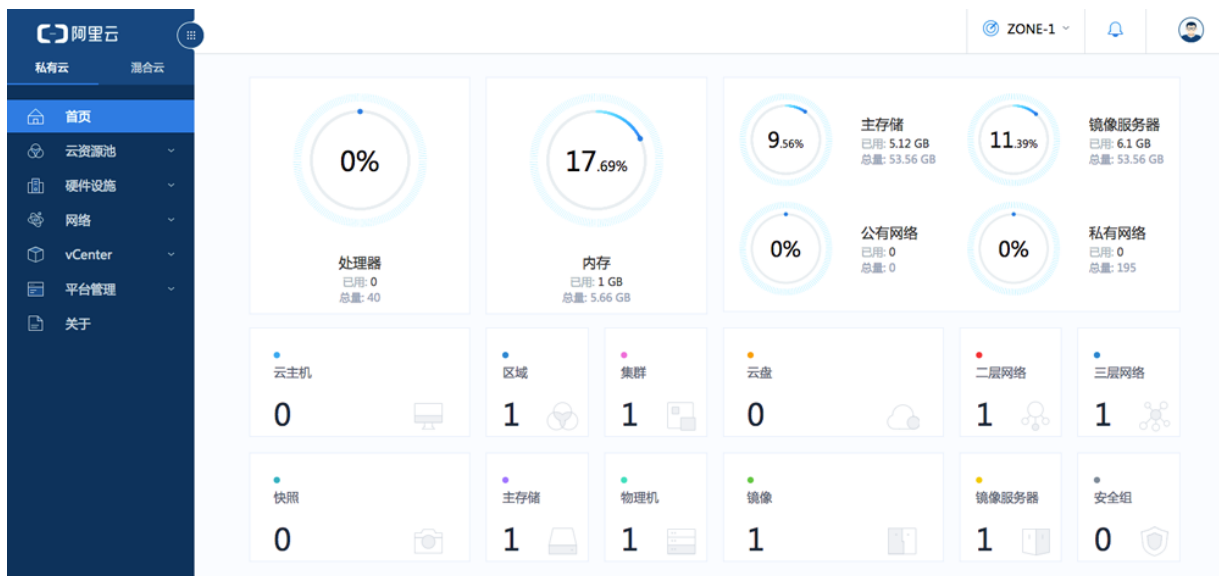 阿里云
ZONE-1
私有云 混合云
首页
云资源池
硬件设施
网络
vCenter
平台管理
关于
0%
处理器
已用: 0
总量: 40
17.69%
内存
已用: 1 GB
总量: 5.66 GB
9.56%
主存储
已用: 5.12 GB
总量: 53.56 GB
11.39%
镜像服务器
已用: 6.1 GB
总量: 53.56 GB
0%
公有网络
已用: 0
总量: 0
0%
私有网络
已用: 0
总量: 195
云主机
0
区域
1
集群
1
云盘
0
二层网络
1
三层网络
1
快照
0
主存储
1
物理机
1
镜像
1
镜像服务器
1
安全组
0